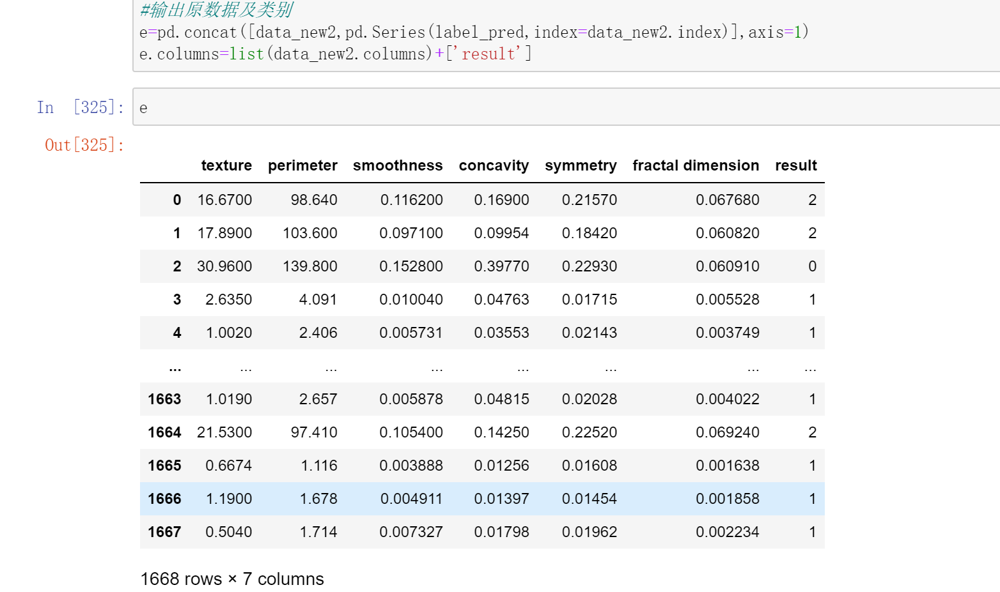 #输出原数据及类别
e=pd.concat([data_new2,pd.Series(label_pred,index=data_new2.index)],axis=1)
e.columns=list(data_new2.columns)+['result']
In [325]: e
Out[325]:
texture perimeter smoothness concavity symmetry fractal dimension result
0 16.6700 98.640 0.116200 0.16900 0.21570 0.067680 2
1 17.8900 103.600 0.097100 0.09954 0.18420 0.060820 2
2 30.9600 139.800 0.152800 0.39770 0.22930 0.060910 0
3 2.6350 4.091 0.010040 0.04763 0.01715 0.005528 1
4 1.0020 2.406 0.005731 0.03553 0.02143 0.003749 1
... ... ... ... ... ... ... ...
1663 1.0190 2.657 0.005878 0.04815 0.02028 0.004022 1
1664 21.5300 97.410 0.105400 0.14250 0.22520 0.069240 2
1665 0.6674 1.116 0.003888 0.01256 0.01608 0.001638 1
1666 1.1900 1.678 0.004911 0.01397 0.01454 0.001858 1
1667 0.5040 1.714 0.007327 0.01798 0.01962 0.002234 1
1668 rows × 7 columns